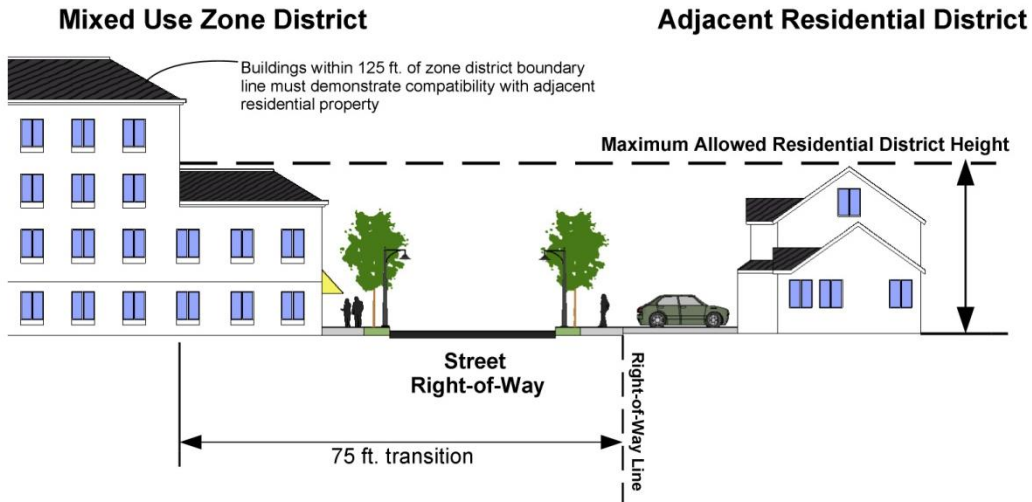 Mixed Use Zone District
Adjacent Residential District
Buildings within 125 ft. of zone district boundary
line must demonstrate compatibility with adjacent
residential property
Maximum Allowed Residential District Height
Street
Right-of-Way
Right-of-Way Line
75 ft. transition